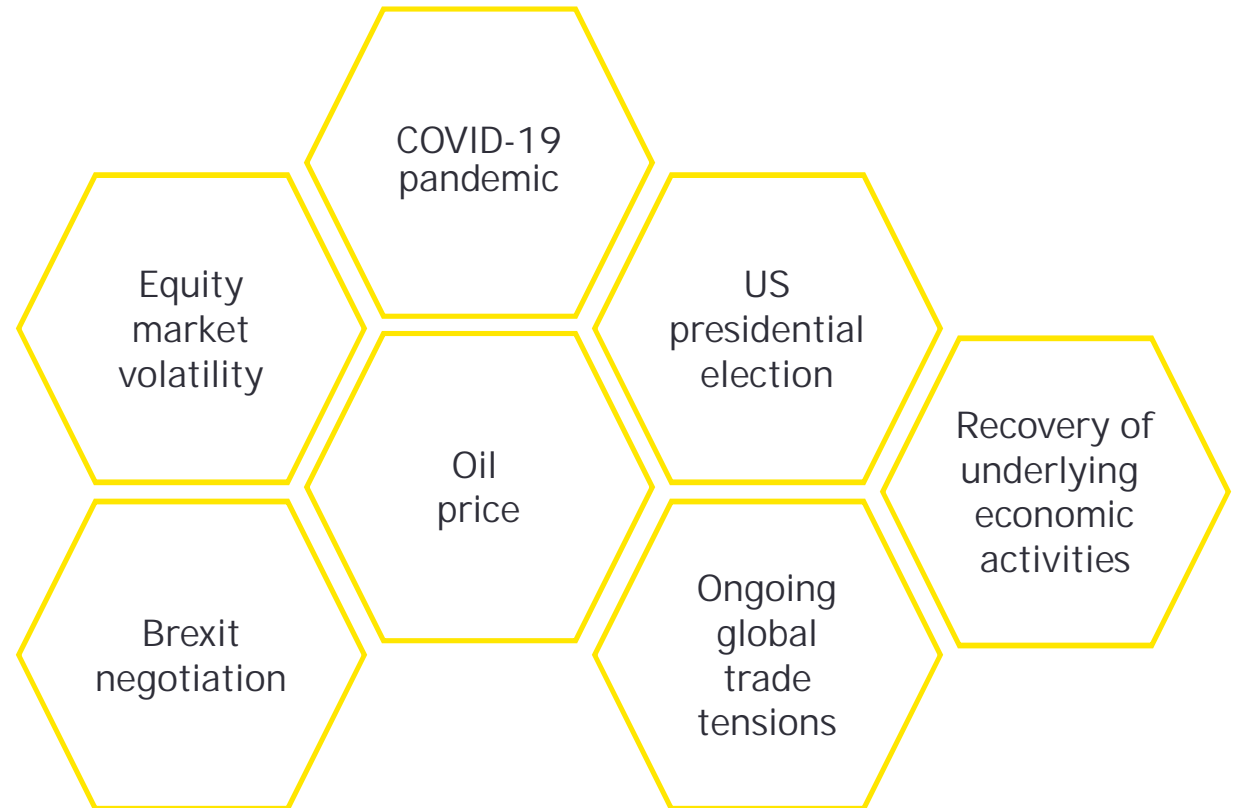 COVID-19
pandemic
Equity
market
volatility
US
presidential
election
Oil
price
Recovery of
underlying
economic
activities
Brexit
negotiation
Ongoing
global
trade
tensions